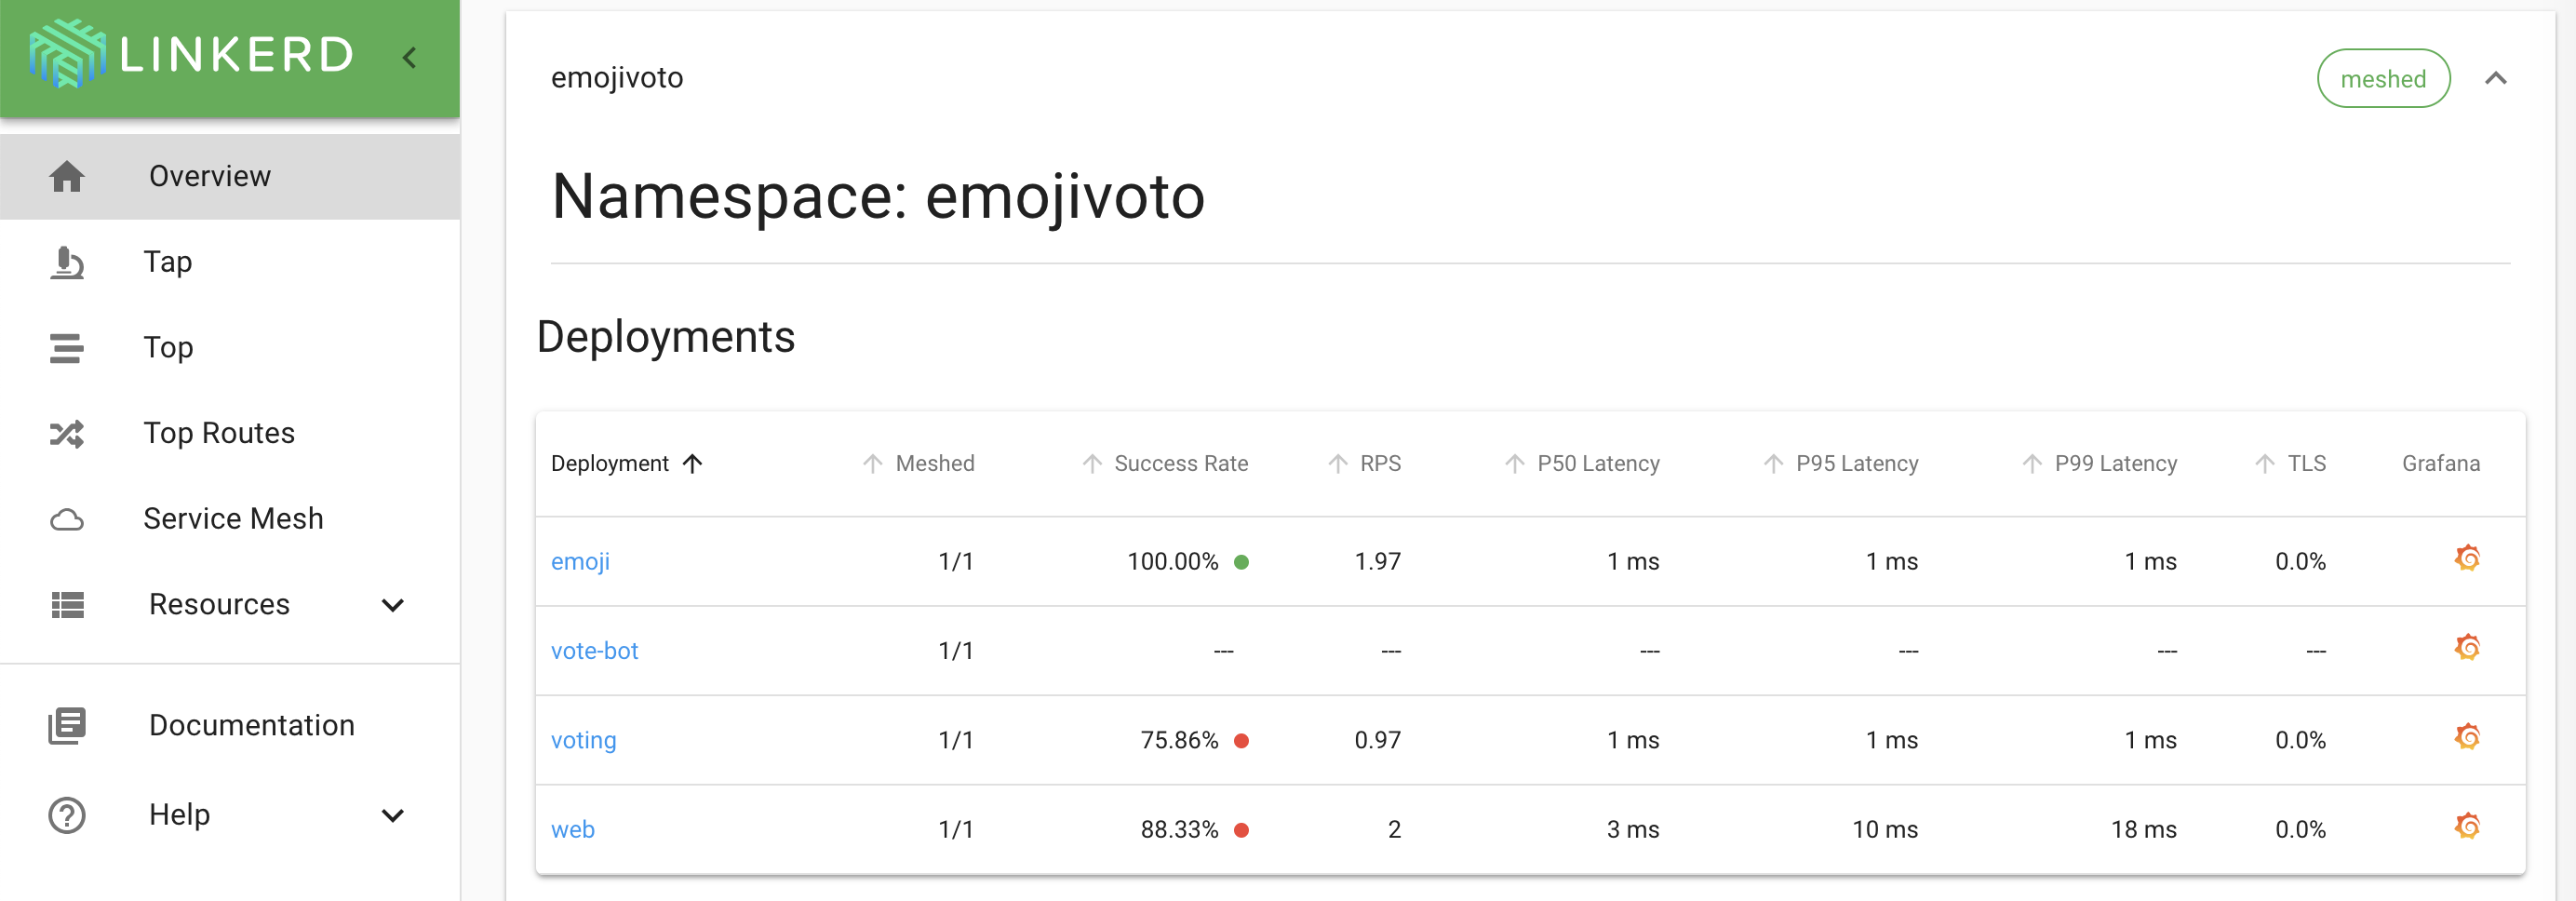 LINKERD
Overview
Tap
Top
Top Routes
Service Mesh
Resources
Documentation
Help
emojivoto meshed
Namespace: emojivoto
Deployments
Deployment Meshed Success Rate RPS P50 Latency P95 Latency P99 Latency TLS Grafana
emoji 1/1 100.00% 1.97 1 ms 1 ms 1 ms 0.0%
vote-bot 1/1 --- --- --- --- --- ---
voting 1/1 75.86% 0.97 1 ms 1 ms 1 ms 0.0%
web 1/1 88.33% 2 3 ms 10 ms 18 ms 0.0%